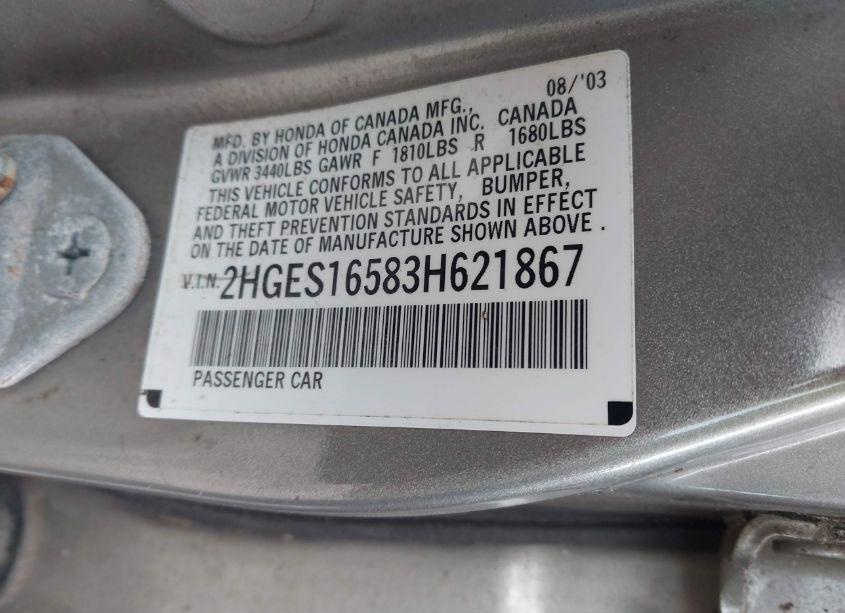 08/'03
MFD. BY HONDA OF CANADA MFG.,
A DIVISION OF HONDA CANADA INC, CANADA
GVWR 3440LBS GAWR F 1810LBS R 1680LBS
THIS VEHICLE CONFORMS TO ALL APPLICABLE
FEDERAL MOTOR VEHICLE SAFETY, BUMPER,
AND THEFT PREVENTION STANDARDS IN EFFECT
ON THE DATE OF MANUFACTURE SHOWN ABOVE .
V.I.N. 2HGES16583H621867
PASSENGER CAR